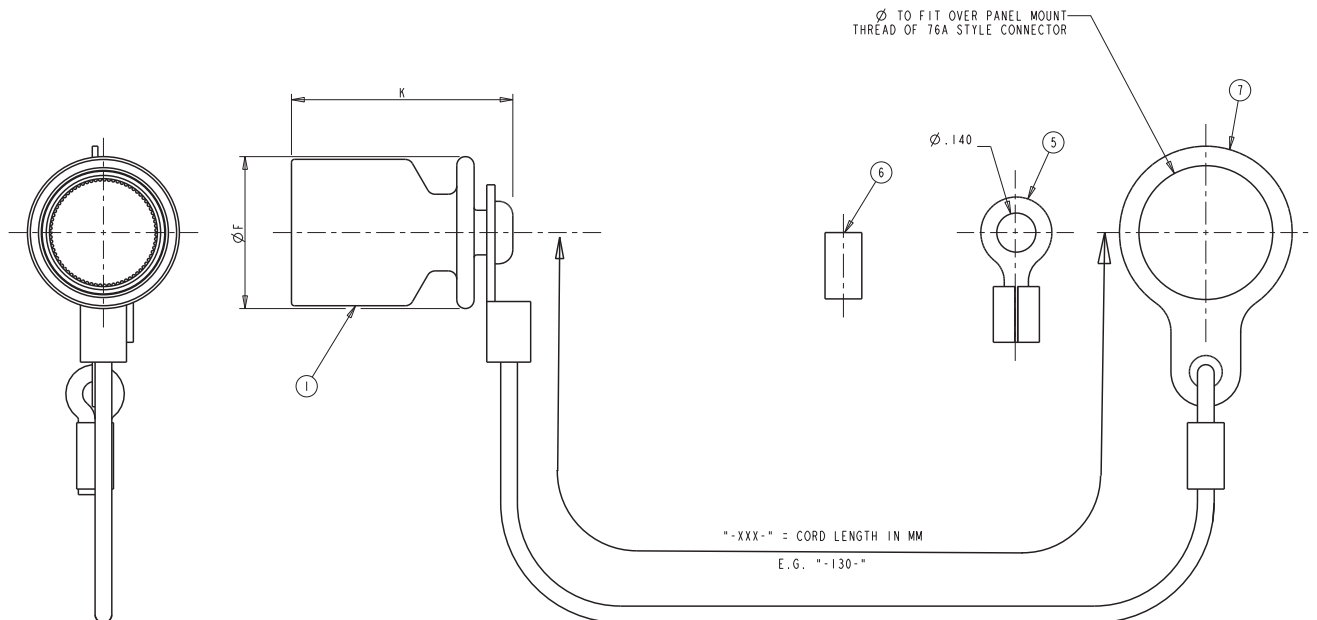 Ø TO FIT OVER PANEL MOUNT
THREAD OF 76A STYLE CONNECTOR
K
7
Ø.140
5
6
ØF
1
"-XXX-" = CORD LENGTH IN MM
E.G. "-130-"